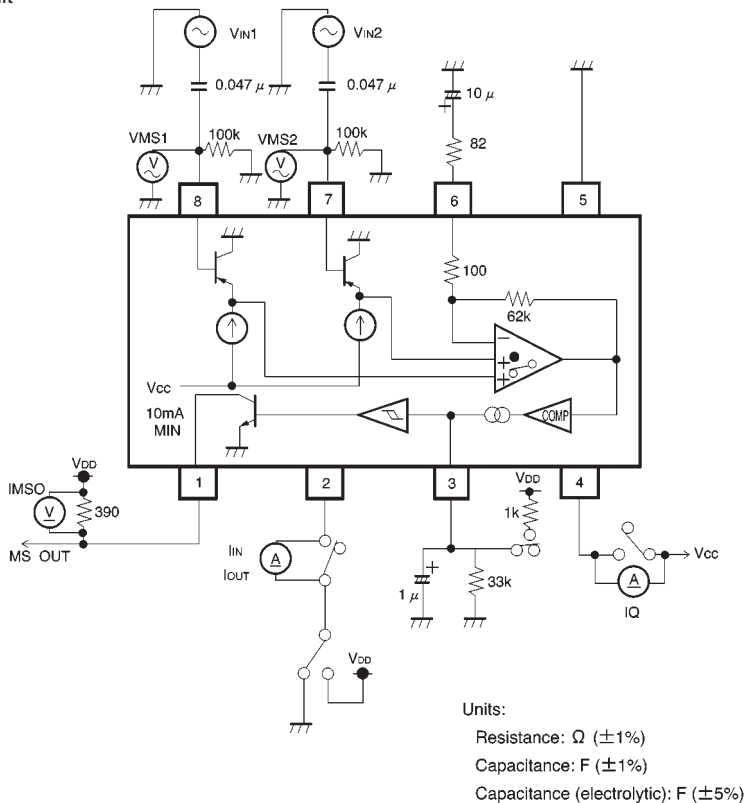 VIN1
VIN2
0.047 μ
0.047 μ
10 μ
+
VMS1
100k
VMS2
100k
82
V
V
8
7
6
5
100
62k
−
+
+
Vcc
10mA
MIN
COMP
1
2
3
4
VDD
IMSO
V
390
MS OUT
IIN
IOUT
A
VDD
1k
+
1 μ
33k
Vcc
A
IQ
VDD
Units:
Resistance: Ω (±1%)
Capacitance: F (±1%)
Capacitance (electrolytic): F (±5%)